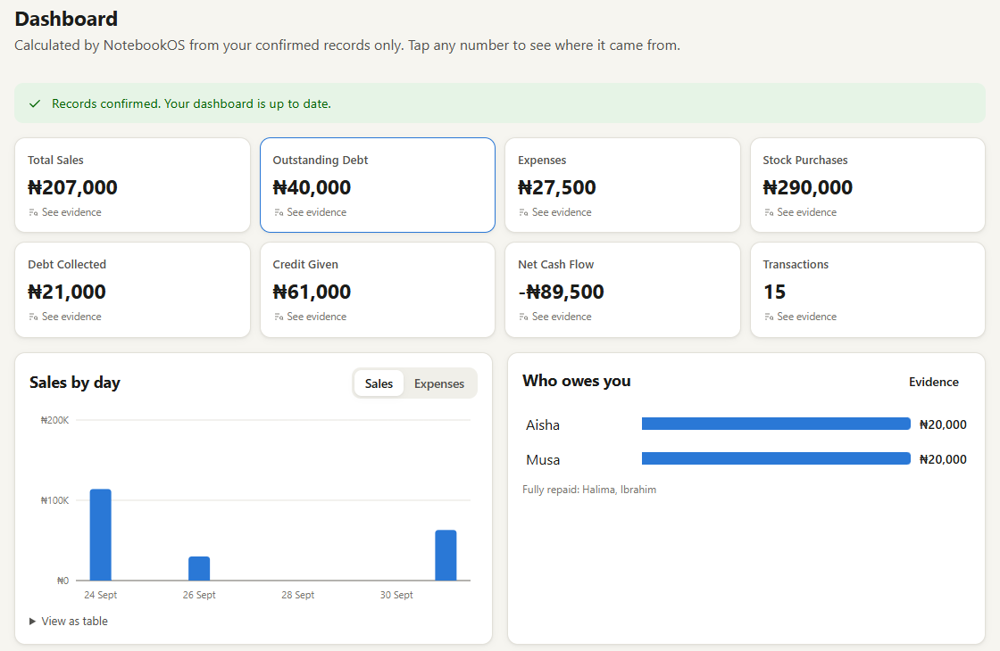 Dashboard
Calculated by NotebookOS from your confirmed records only. Tap any number to see where it came from.
Records confirmed. Your dashboard is up to date.
Total Sales
₦207,000
See evidence
Outstanding Debt
₦40,000
See evidence
Expenses
₦27,500
See evidence
Stock Purchases
₦290,000
See evidence
Debt Collected
₦21,000
See evidence
Credit Given
₦61,000
See evidence
Net Cash Flow
-₦89,500
See evidence
Transactions
15
See evidence
Sales by day
Sales Expenses
₦200K
₦100K
₦0
24 Sept 26 Sept 28 Sept 30 Sept
View as table
Who owes you
Evidence
Aisha ₦20,000
Musa ₦20,000
Fully repaid: Halima, Ibrahim